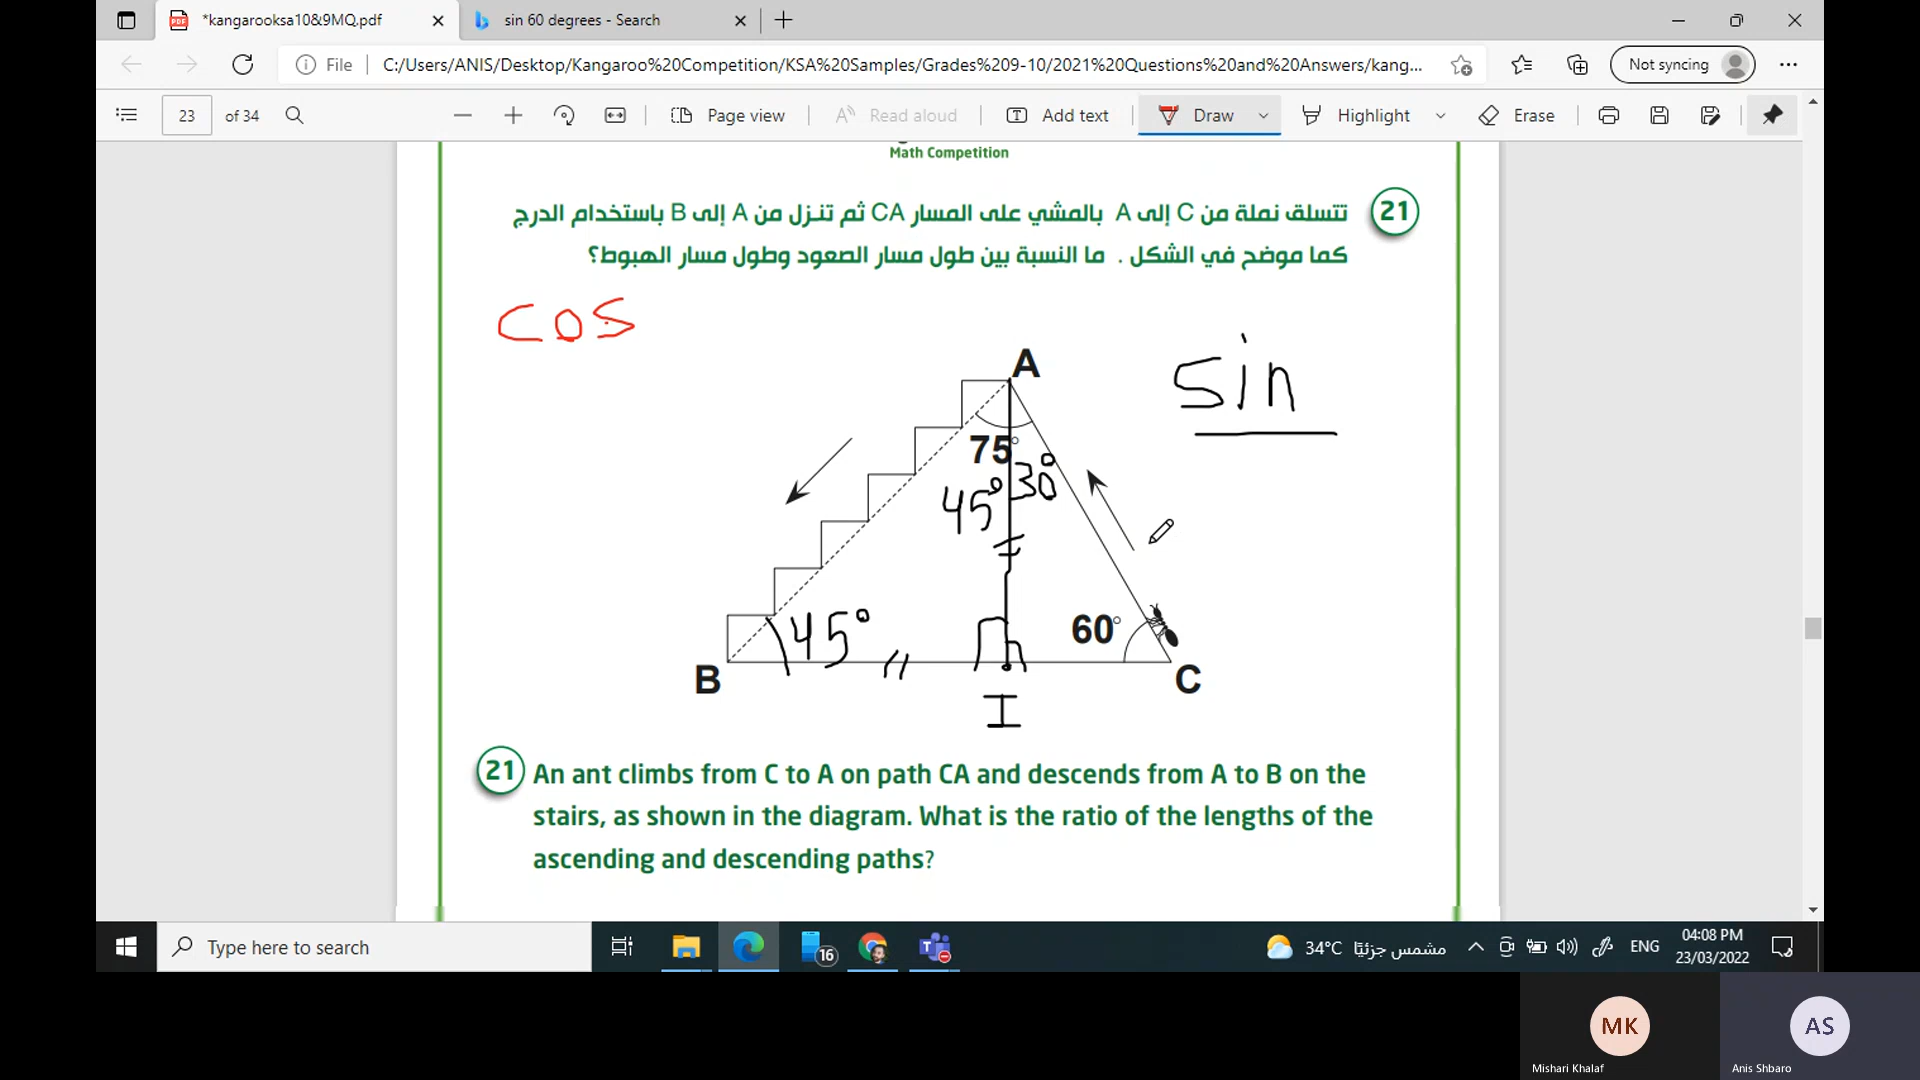 *kangarooksa10&9MQ.pdf
sin 60 degrees - Search
File
C:/Users/ANIS/Desktop/Kangaroo%20Competition/KSA%20Samples/Grades%209-10/2021%20Questions%20and%20Answers/kang...
Not syncing
23 of 34
Page view
Read aloud
Add text
Draw
Highlight
Erase
Math Competition
21 تتسلق نملة من C إلى A بالمشي على المسار CA ثم تنزل من A إلى B باستخدام الدرج
كما موضح في الشكل . ما النسبة بين طول مسار الصعود وطول مسار الهبوط؟
cos
sin
A
75°
45° 30°
45°
60°
B
C
I
21 An ant climbs from C to A on path CA and descends from A to B on the
stairs, as shown in the diagram. What is the ratio of the lengths of the
ascending and descending paths?
Type here to search
16
34°C مشمس جزئيًا
ENG
04:08 PM
23/03/2022
MK
Mishari Khalaf
AS
Anis Shbaro